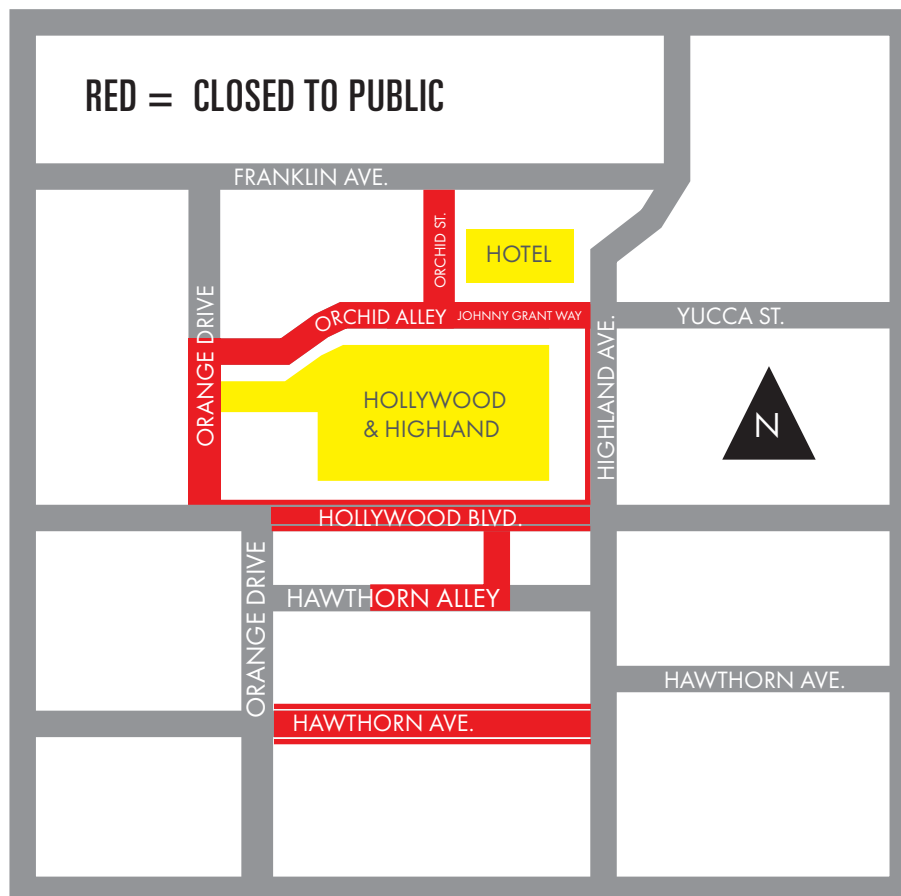 RED = CLOSED TO PUBLIC
FRANKLIN AVE.
ORCHID ST.
HOTEL
ORCHID ALLEY
JOHNNY GRANT WAY
YUCCA ST.
ORANGE DRIVE
HOLLYWOOD
& HIGHLAND
HIGHLAND AVE.
N
HOLLYWOOD BLVD.
ORANGE DRIVE
HAWTHORN ALLEY
HAWTHORN AVE.
HAWTHORN AVE.